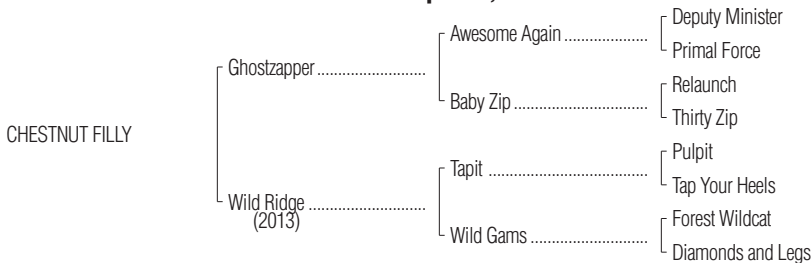 Deputy Minister
Awesome Again ....................
Primal Force
Ghostzapper ..........................
Relaunch
Baby Zip ................................
Thirty Zip
CHESTNUT FILLY
Pulpit
Tapit ......................................
Tap Your Heels
Wild Ridge ............................
(2013)
Forest Wildcat
Wild Gams ............................
Diamonds and Legs